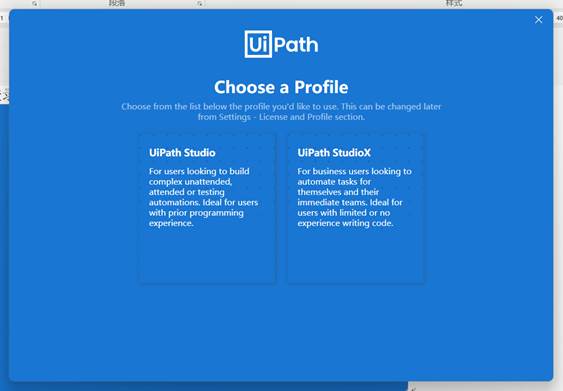 段落
样式
1
40
UiPath
Choose a Profile
Choose from the list below the profile you'd like to use. This can be changed later
from Settings - License and Profile section.
UiPath Studio
For users looking to build
complex unattended,
attended or testing
automations. Ideal for users
with prior programming
experience.
UiPath StudioX
For business users looking to
automate tasks for
themselves and their
immediate teams. Ideal for
users with limited or no
experience writing code.